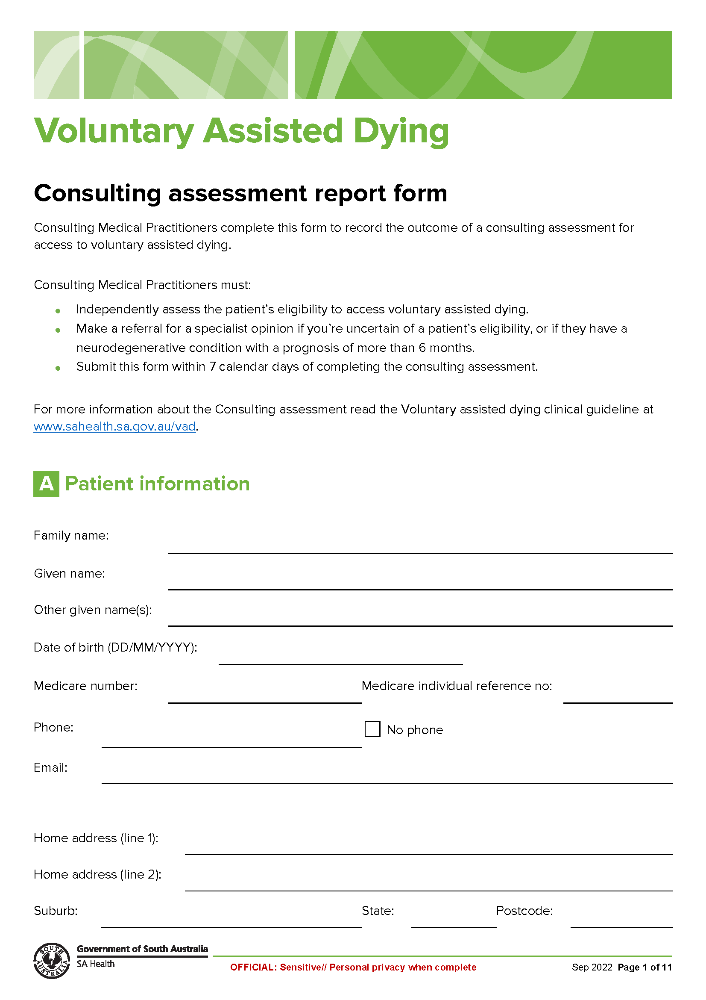 Voluntary Assisted Dying
Consulting assessment report form
Consulting Medical Practitioners complete this form to record the outcome of a consulting assessment for
access to voluntary assisted dying.
Consulting Medical Practitioners must:
• Independently assess the patient’s eligibility to access voluntary assisted dying.
• Make a referral for a specialist opinion if you’re uncertain of a patient’s eligibility, or if they have a
neurodegenerative condition with a prognosis of more than 6 months.
• Submit this form within 7 calendar days of completing the consulting assessment.
For more information about the Consulting assessment read the Voluntary assisted dying clinical guideline at
www.sahealth.sa.gov.au/vad.
A Patient information
Family name:
Given name:
Other given name(s):
Date of birth (DD/MM/YYYY):
Medicare number: Medicare individual reference no:
Phone: No phone
Email:
Home address (line 1):
Home address (line 2):
Suburb: State: Postcode:
SOUTH AUSTRALIA
Government of South Australia
SA Health
OFFICIAL: Sensitive// Personal privacy when complete
Sep 2022 Page 1 of 11